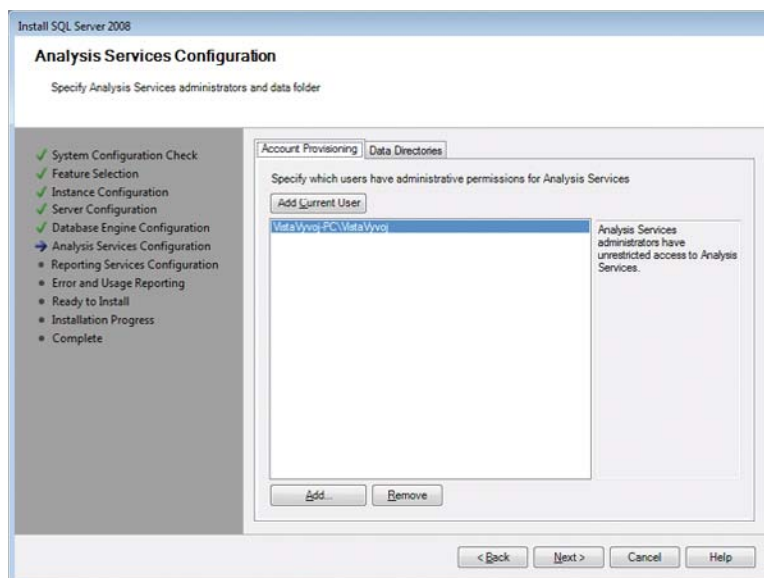 Install SQL Server 2008
Analysis Services Configuration
Specify Analysis Services administrators and data folder
System Configuration Check
Feature Selection
Instance Configuration
Server Configuration
Database Engine Configuration
Analysis Services Configuration
Reporting Services Configuration
Error and Usage Reporting
Ready to Install
Installation Progress
Complete
Account Provisioning
Data Directories
Specify which users have administrative permissions for Analysis Services
Add Current User
VistaVyvoj-PC\VistaVyvoj
Analysis Services
administrators have
unrestricted access to Analysis
Services.
Add...
Remove
< Back
Next >
Cancel
Help